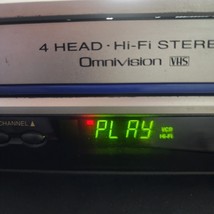 4 HEAD · Hi-Fi STERE
Omnivision VHS
CHANNEL ▲
PLAY VCR
Hi-Fi